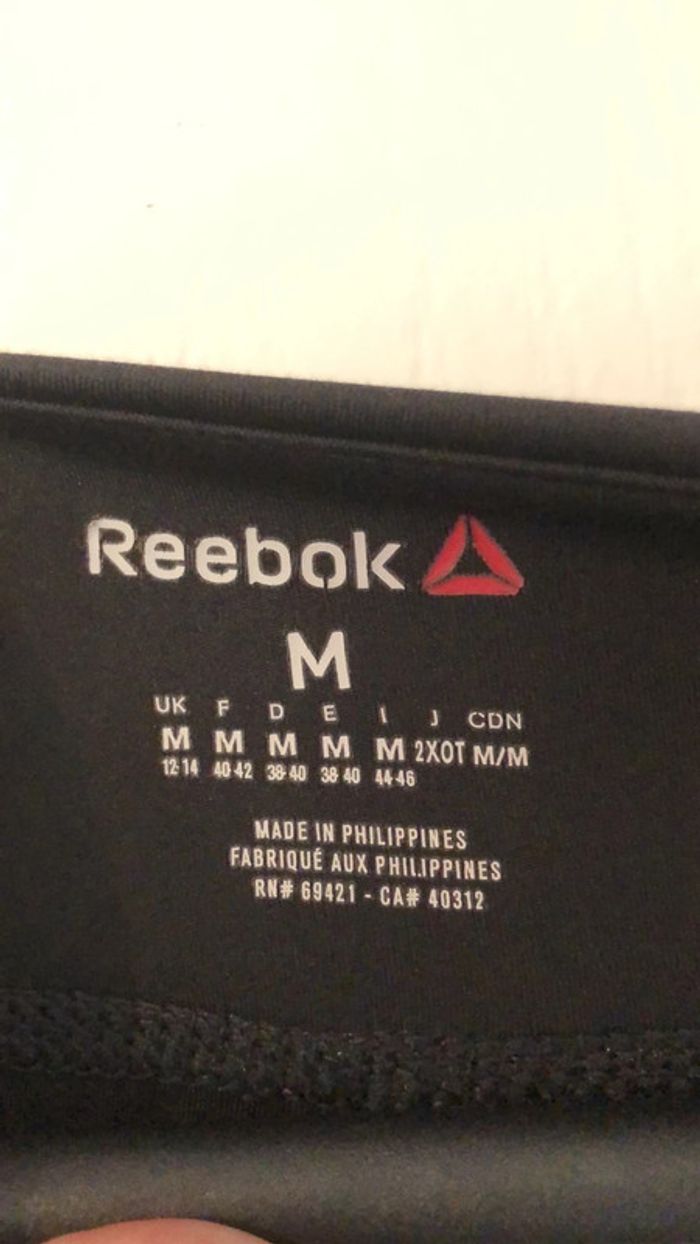 Reebok
M
UK F D E I J CDN
M M M M M 2XOT M/M
12-14 40-42 38-40 38-40 44-46
MADE IN PHILIPPINES
FABRIQUÉ AUX PHILIPPINES
RN# 69421 - CA# 40312